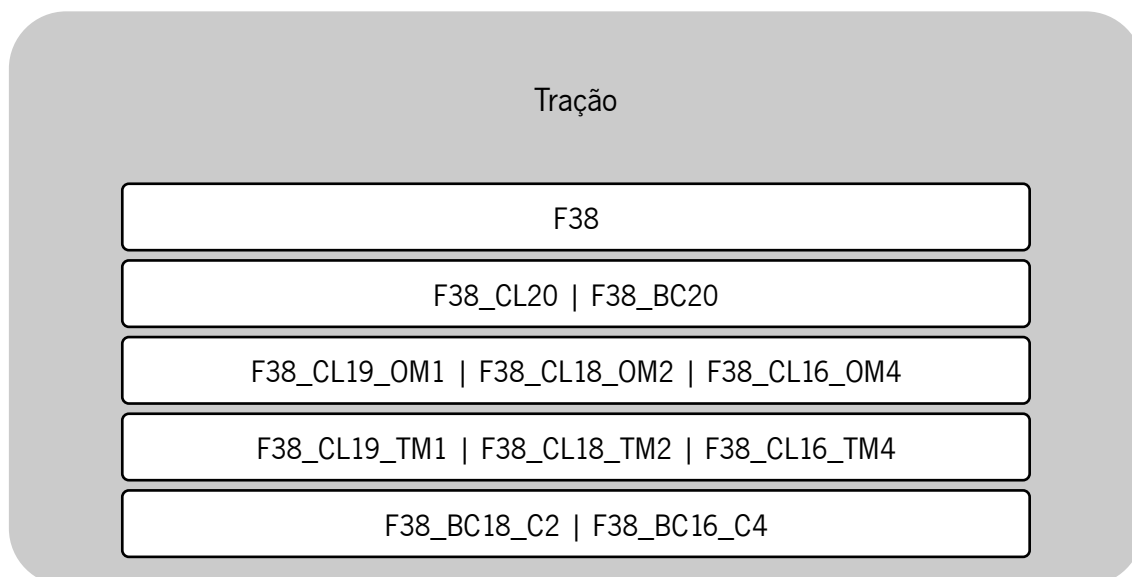 Tração
F38
F38_CL20 | F38_BC20
F38_CL19_OM1 | F38_CL18_OM2 | F38_CL16_OM4
F38_CL19_TM1 | F38_CL18_TM2 | F38_CL16_TM4
F38_BC18_C2 | F38_BC16_C4